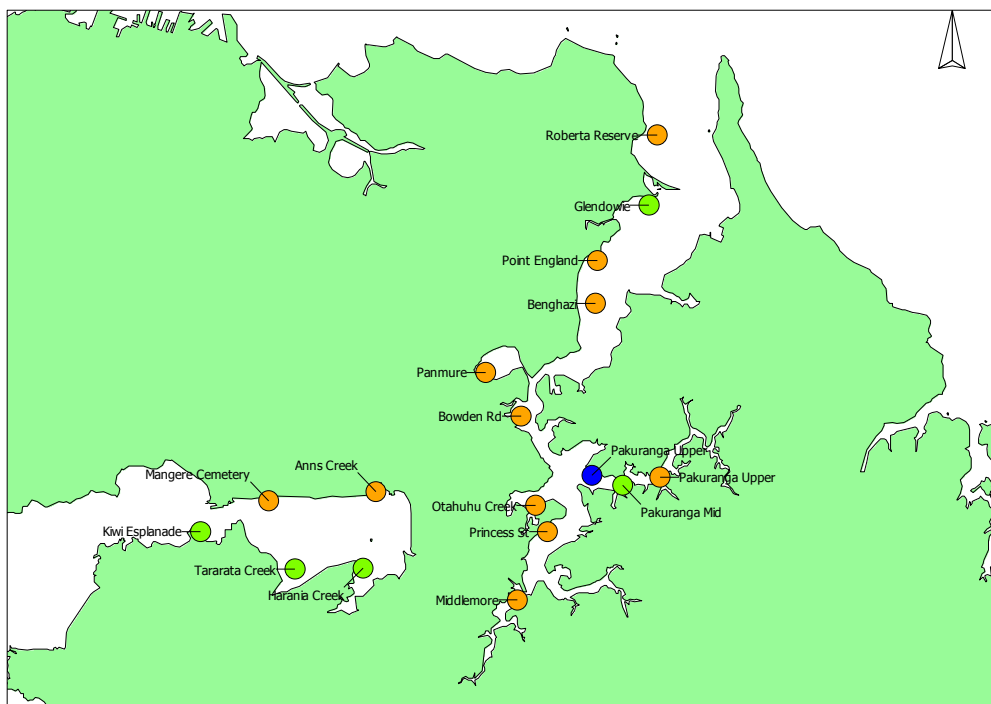 Roberta Reserve
Glendowie
Point England
Benghazi
Panmure
Bowden Rd
Pakuranga Upper
Anns Creek
Mangere Cemetery
Pakuranga Upper
Otahuhu Creek
Pakuranga Mid
Kiwi Esplanade
Princess St
Tararata Creek
Harania Creek
Middlemore